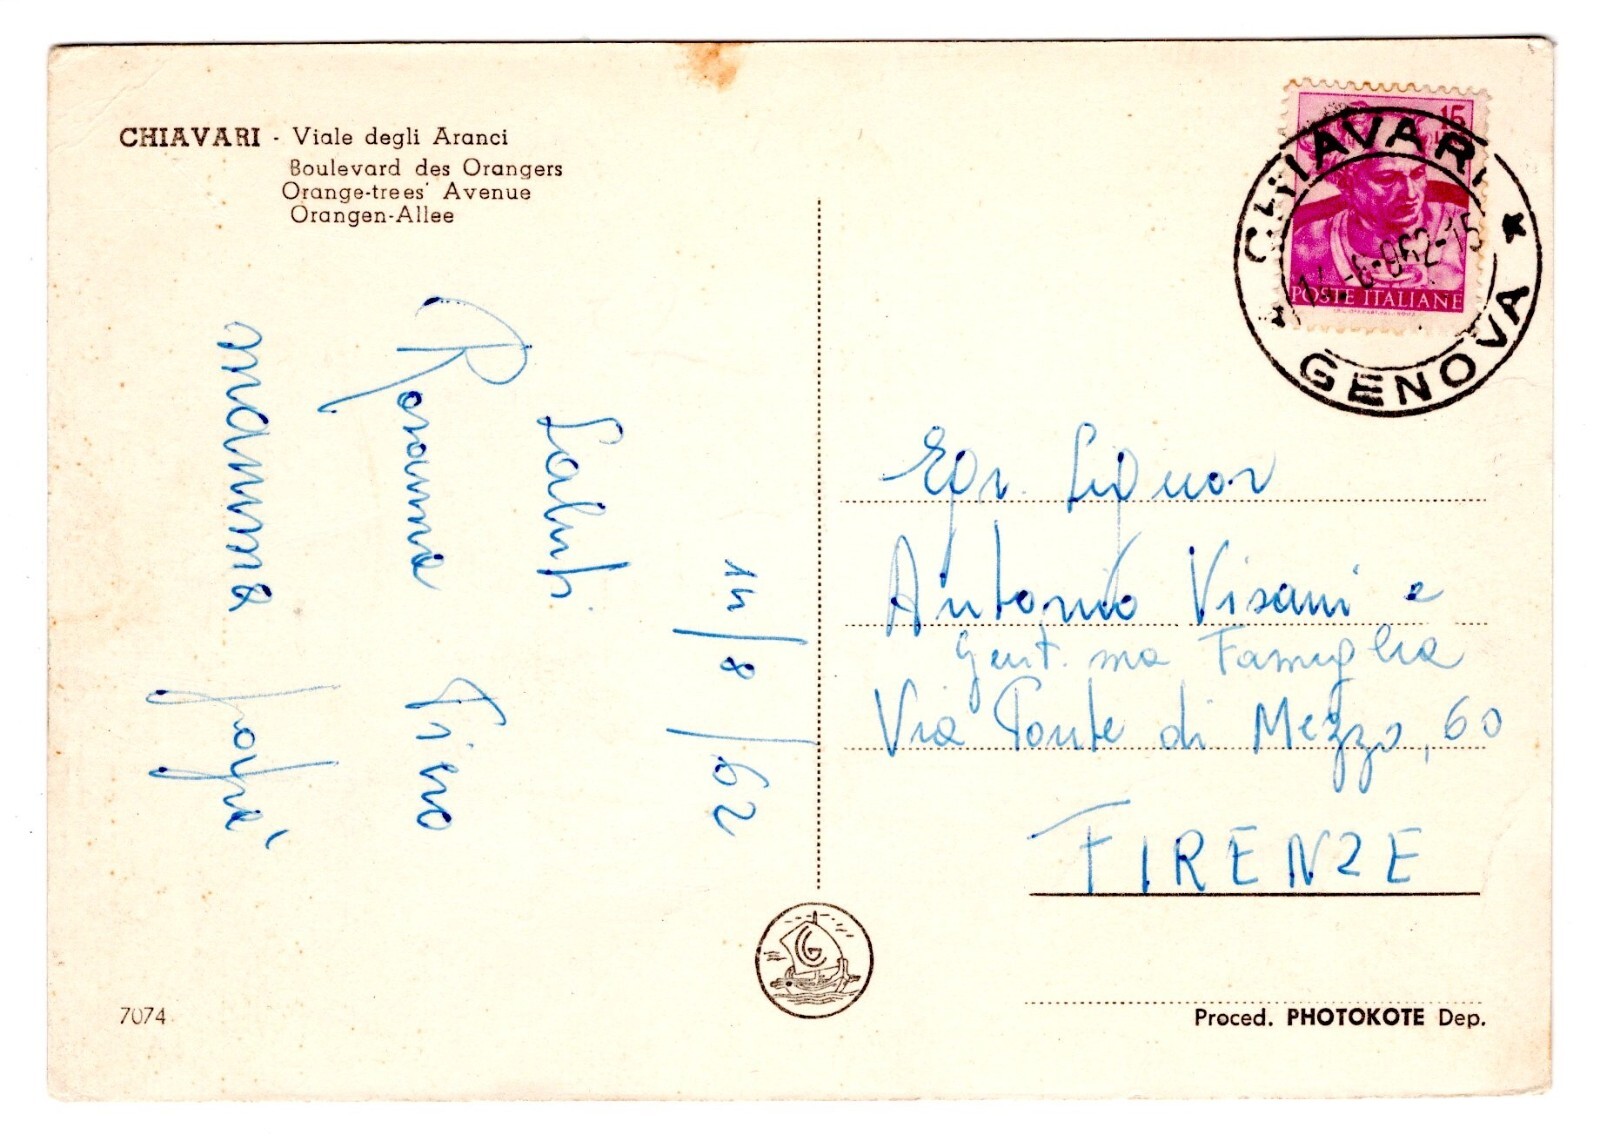 CHIAVARI - Viale degli Aranci
Boulevard des Orangers
Orange-trees' Avenue
Orangen-Allee
14/8/62
Saluti
Rosanna Piero
mamma
7074
15
POSTE ITALIANE
CHIAVARI
GENOVA
Egr. Signor
Antonio Visani e
Gent.ma Famiglia
Via Ponte di Mezzo, 60
FIRENZE
Proced. PHOTOKOTE Dep.